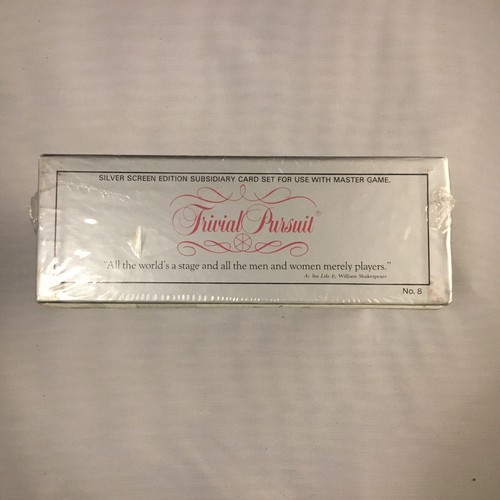 SILVER SCREEN EDITION SUBSIDIARY CARD SET FOR USE WITH MASTER GAME.
Trivial Pursuit®
"All the world's a stage and all the men and women merely players."
As You Like It, William Shakespeare
No. 8